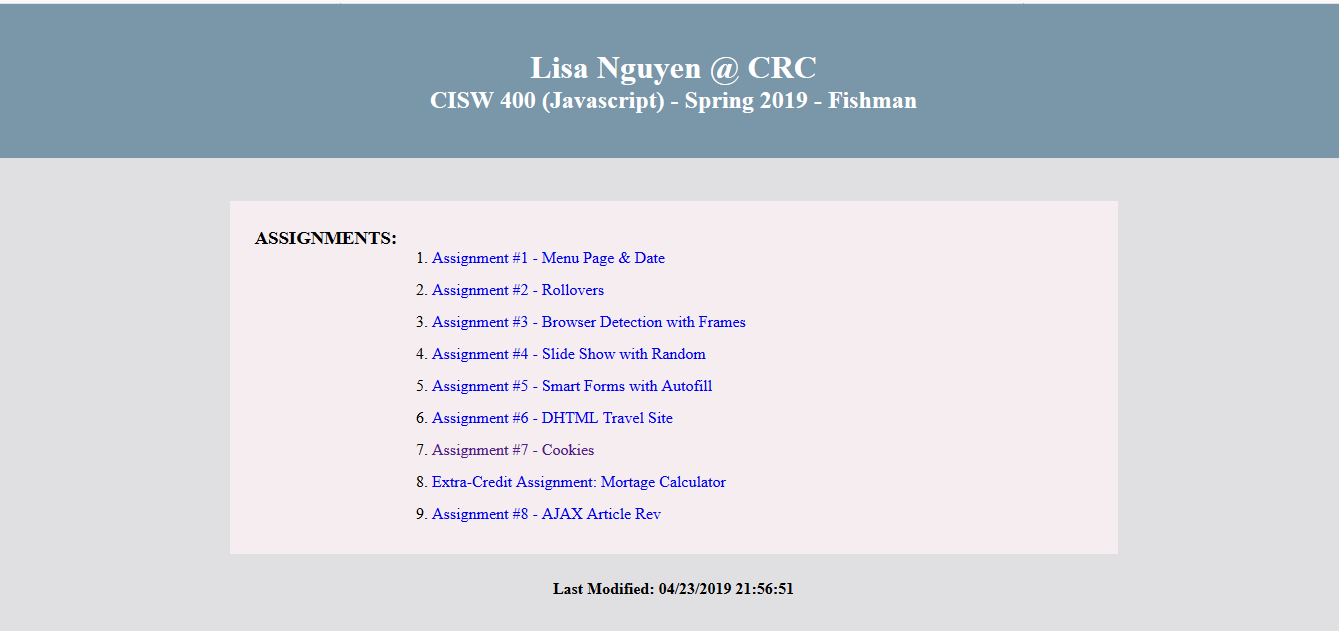 Lisa Nguyen @ CRC
CISW 400 (Javascript) - Spring 2019 - Fishman
ASSIGNMENTS:
1. Assignment #1 - Menu Page & Date
2. Assignment #2 - Rollovers
3. Assignment #3 - Browser Detection with Frames
4. Assignment #4 - Slide Show with Random
5. Assignment #5 - Smart Forms with Autofill
6. Assignment #6 - DHTML Travel Site
7. Assignment #7 - Cookies
8. Extra-Credit Assignment: Mortage Calculator
9. Assignment #8 - AJAX Article Rev
Last Modified: 04/23/2019 21:56:51